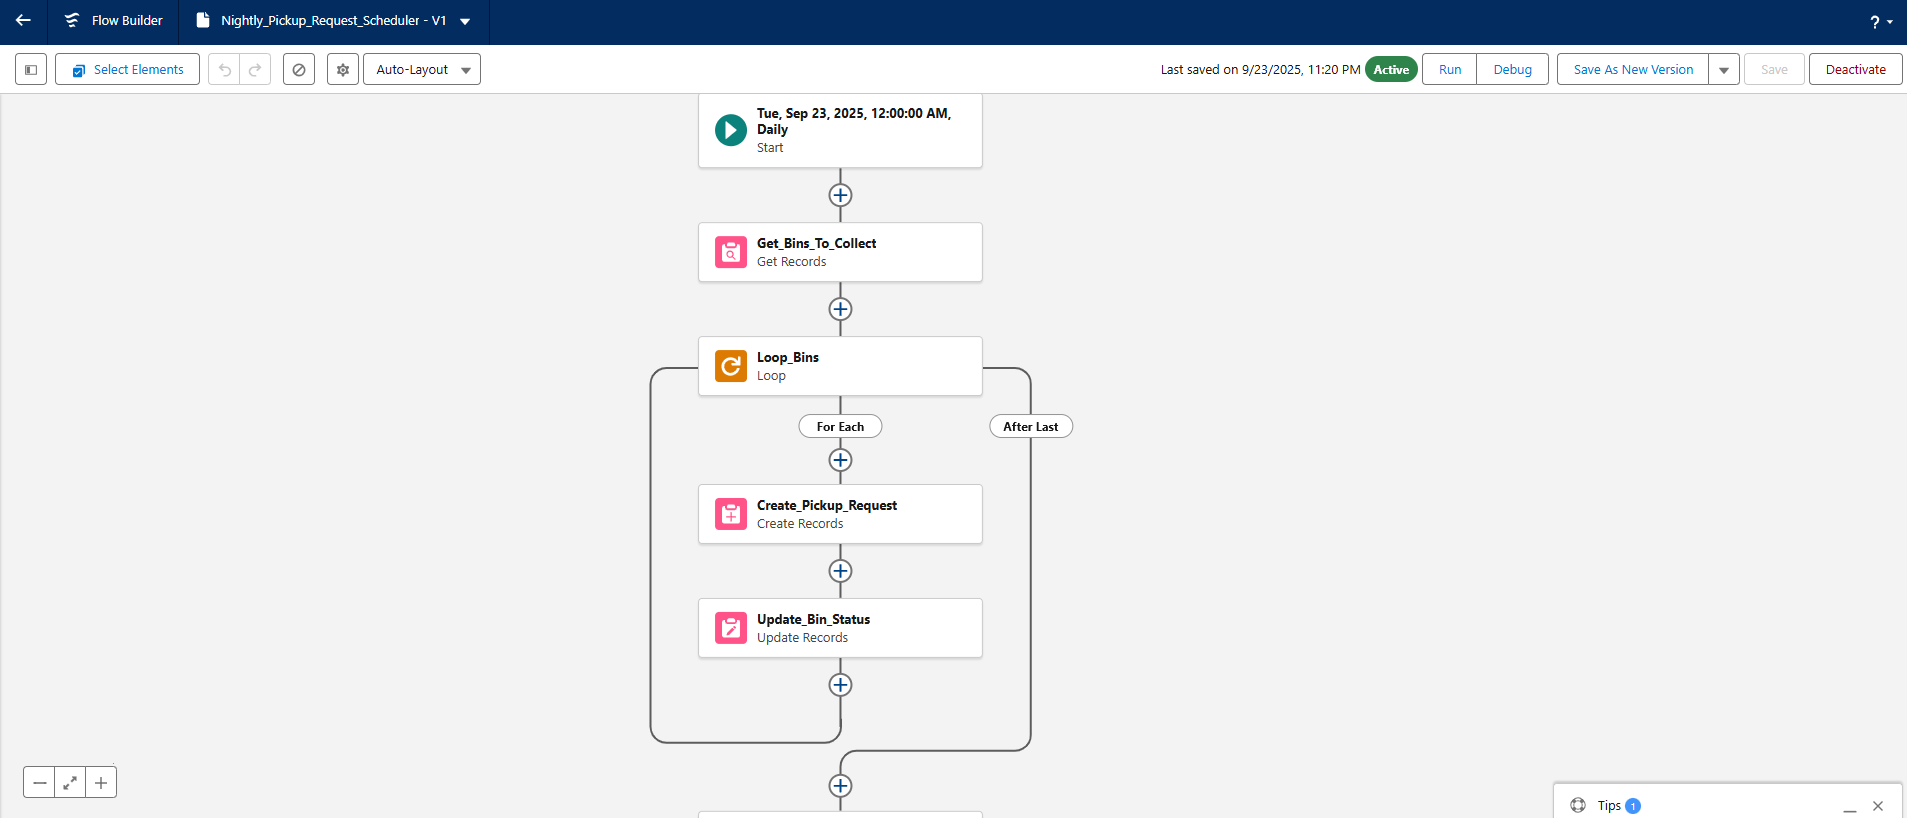 Flow Builder
Nightly_Pickup_Request_Scheduler - V1
?
Select Elements
Auto-Layout
Last saved on 9/23/2025, 11:20 PM
Active
Run
Debug
Save As New Version
Save
Deactivate
Tue, Sep 23, 2025, 12:00:00 AM,
Daily
Start
Get_Bins_To_Collect
Get Records
Loop_Bins
Loop
For Each
After Last
Create_Pickup_Request
Create Records
Update_Bin_Status
Update Records
Tips 1